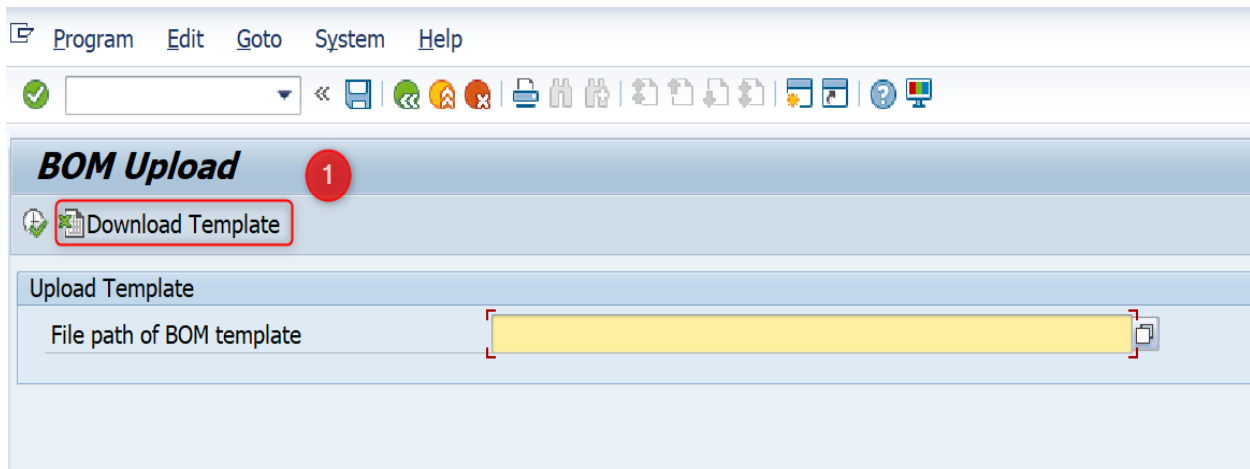 Program Edit Goto System Help
BOM Upload
1
Download Template
Upload Template
File path of BOM template